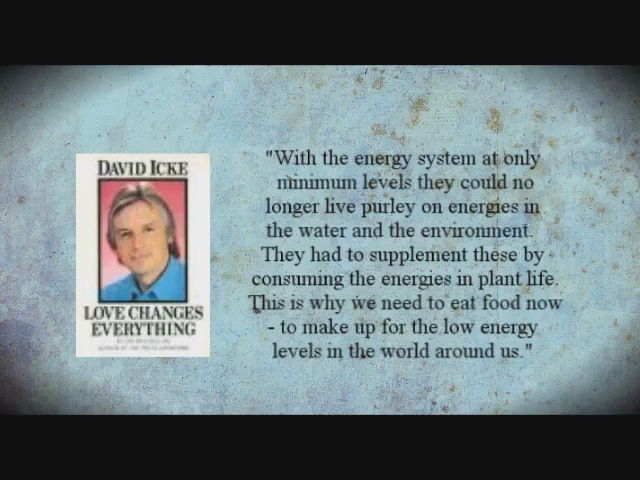 DAVID ICKE
LOVE CHANGES
EVERYTHING
"With the energy system at only
minimum levels they could no
longer live purley on energies in
the water and the environment.
They had to supplement these by
consuming the energies in plant life.
This is why we need to eat food now
- to make up for the low energy
levels in the world around us."